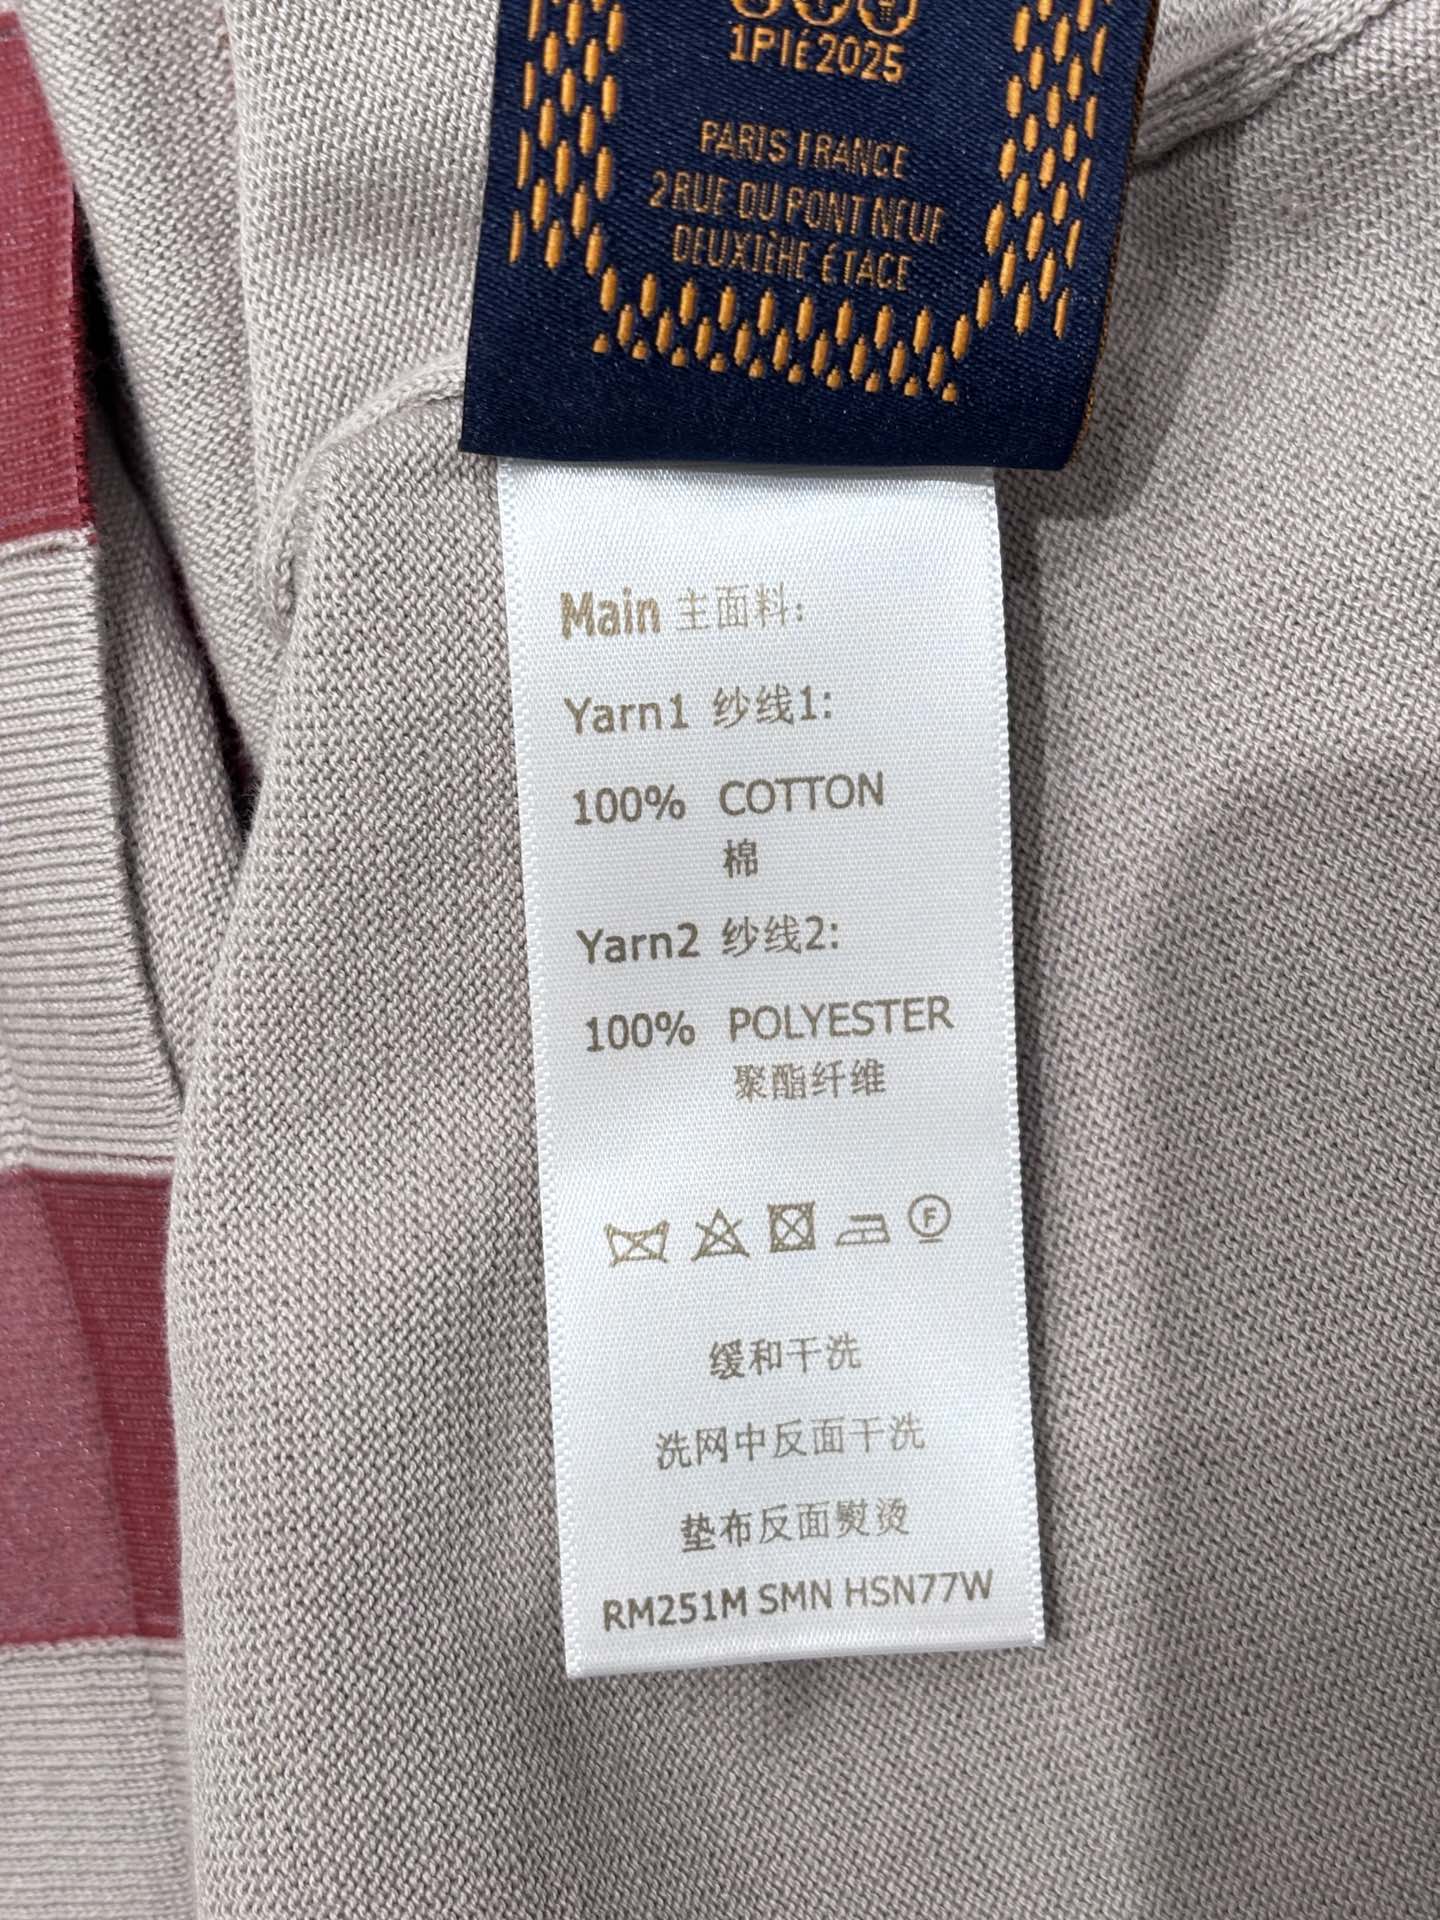 1PIÉ2025
PARIS FRANCE
2 RUE DU PONT NEUF
DEUXIÈHE ÉTACE
Main 主面料:
Yarn1 纱线1:
100% COTTON
棉
Yarn2 纱线2:
100% POLYESTER
聚酯纤维
F
缓和干洗
洗网中反面干洗
垫布反面熨烫
RM251M SMN HSN77W